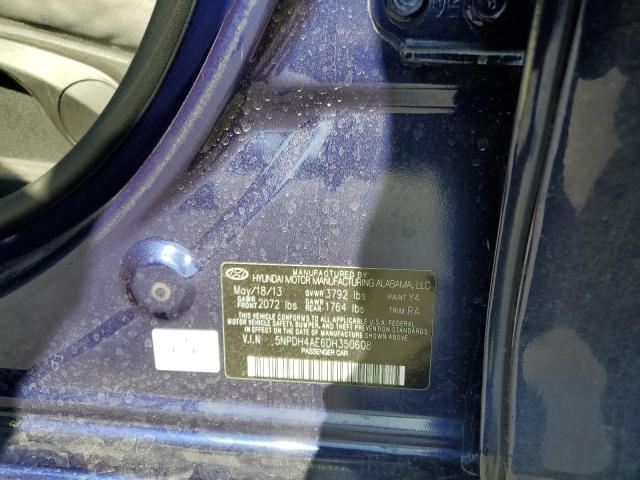 MANUFACTURED BY
HYUNDAI MOTOR MANUFACTURING ALABAMA, LLC
May/18/13 GVWR 3792 lbs PAINT Y4
GAWR FRONT 2072 lbs GAWR REAR 1764 lbs TRIM RA
THIS VEHICLE CONFORMS TO ALL APPLICABLE U.S.A. FEDERAL
MOTOR VEHICLE SAFETY, BUMPER, AND THEFT PREVENTION STANDARDS
IN EFFECT ON THE DATE OF MANUFACTURE SHOWN ABOVE.
V.I.N 5NPDH4AE6DH350608
PASSENGER CAR